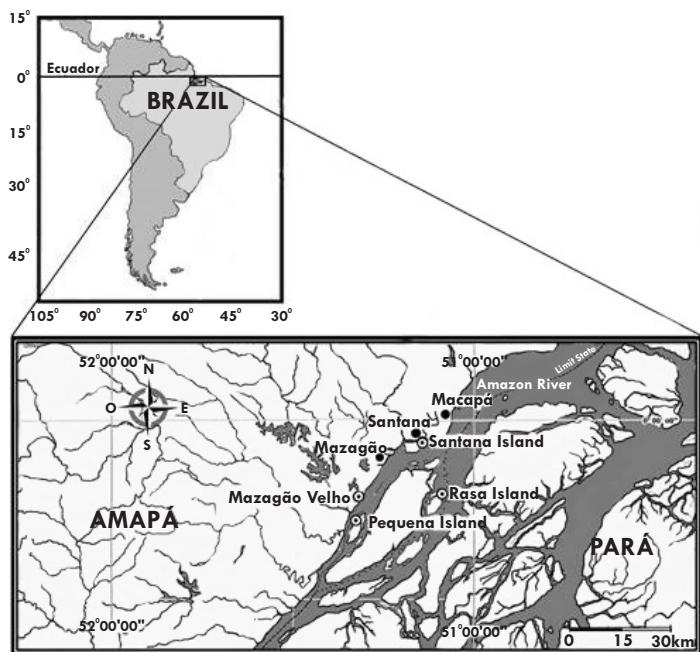 15°
0°
Ecuador
BRAZIL
15°
30°
45°
105° 90° 75° 60° 45° 30°
52°00'00"
51°00'00"
Limit State
N
O E
S
Amazon River
Macapá
Santana
Santana Island
Mazagão
Mazagão Velho
Rasa Island
Pequena Island
AMAPÁ
PARÁ
52°00'00"
51°00'00"
0 15 30km